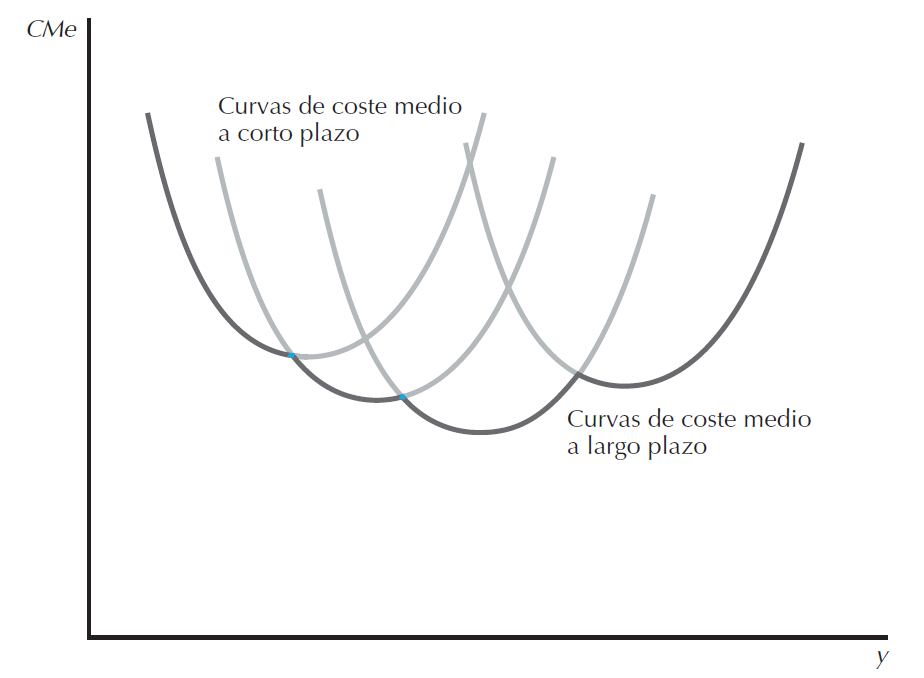 CMe
Curvas de coste medio
a corto plazo
Curvas de coste medio
a largo plazo
y